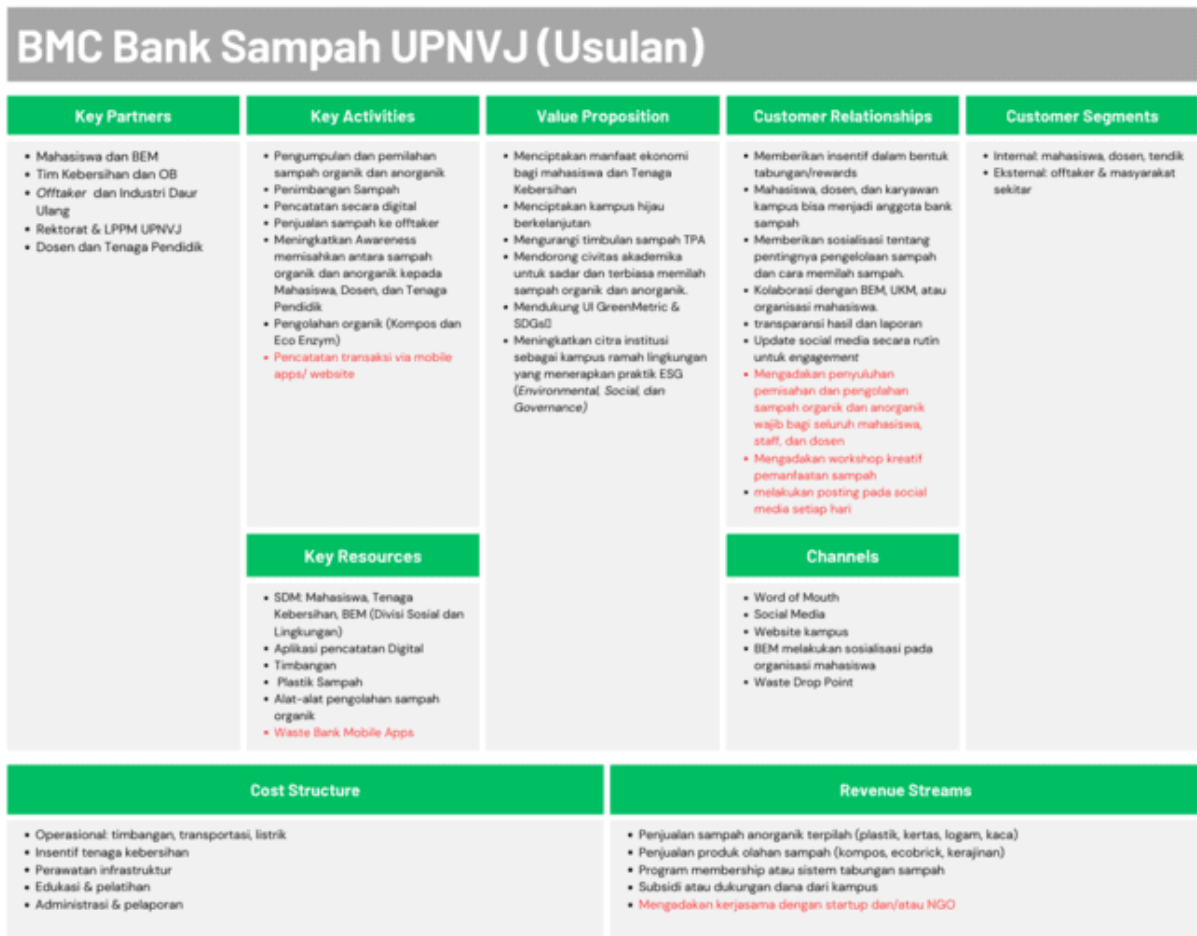 BMC Bank Sampah UPNVJ (Usulan)
Key Partners
• Mahasiswa dan BEM
• Tim Kebersihan dan OB
• Offtaker dan Industri Daur
Ulang
• Rektorat & LPPM UPNVJ
• Dosen dan Tenaga Pendidik
Key Activities
• Pengumpulan dan pemilahan
sampah organik dan anorganik
• Penimbangan Sampah
• Pencatatan secara digital
• Penjualan sampah ke offtaker
• Meningkatkan Awareness
memisahkan antara sampah
organik dan anorganik kepada
Mahasiswa, Dosen, dan Tenaga
Pendidik
• Pengolahan organik (Kompos dan
Eco Enzym)
• Pencatatan transaksi via mobile
apps/ website
Key Resources
• SDM: Mahasiswa, Tenaga
Kebersihan, BEM (Divisi Sosial dan
Lingkungan)
• Aplikasi pencatatan Digital
• Timbangan
• Plastik Sampah
• Alat-alat pengolahan sampah
organik
• Waste Bank Mobile Apps
Value Proposition
• Menciptakan manfaat ekonomi
bagi mahasiswa dan Tenaga
Kebersihan
• Menciptakan kampus hijau
berkelanjutan
• Mengurangi timbulan sampah TPA
• Mendorong civitas akademika
untuk sadar dan terbiasa memilah
sampah organik dan anorganik.
• Mendukung UI GreenMetric &
SDGs
• Meningkatkan citra institusi
sebagai kampus ramah lingkungan
yang menerapkan praktik ESG
(Environmental, Social, dan
Governance)
Customer Relationships
• Memberikan insentif dalam bentuk
tabungan/rewards
• Mahasiswa, dosen, dan karyawan
kampus bisa menjadi anggota bank
sampah
• Memberikan sosialisasi tentang
pentingnya pengelolaan sampah
dan cara memilah sampah.
• Kolaborasi dengan BEM, UKM, atau
organisasi mahasiswa.
• transparansi hasil dan laporan
• Update social media secara rutin
untuk engagement
• Mengadakan penyuluhan
pemisahan dan pengolahan
sampah organik dan anorganik
wajib bagi seluruh mahasiswa,
staff, dan dosen
• Mengadakan workshop kreatif
pemanfaatan sampah
• melakukan posting pada social
media setiap hari
Channels
• Word of Mouth
• Social Media
• Website kampus
• BEM melakukan sosialisasi pada
organisasi mahasiswa
• Waste Drop Point
Customer Segments
• Internal: mahasiswa, dosen, tendik
• Eksternal: offtaker & masyarakat
sekitar
Cost Structure
• Operasional: timbangan, transportasi, listrik
• Insentif tenaga kebersihan
• Perawatan infrastruktur
• Edukasi & pelatihan
• Administrasi & pelaporan
Revenue Streams
• Penjualan sampah anorganik terpilah (plastik, kertas, logam, kaca)
• Penjualan produk olahan sampah (kompos, ecobrick, kerajinan)
• Program membership atau sistem tabungan sampah
• Subsidi atau dukungan dana dari kampus
• Mengadakan kerjasama dengan startup dan/atau NGO